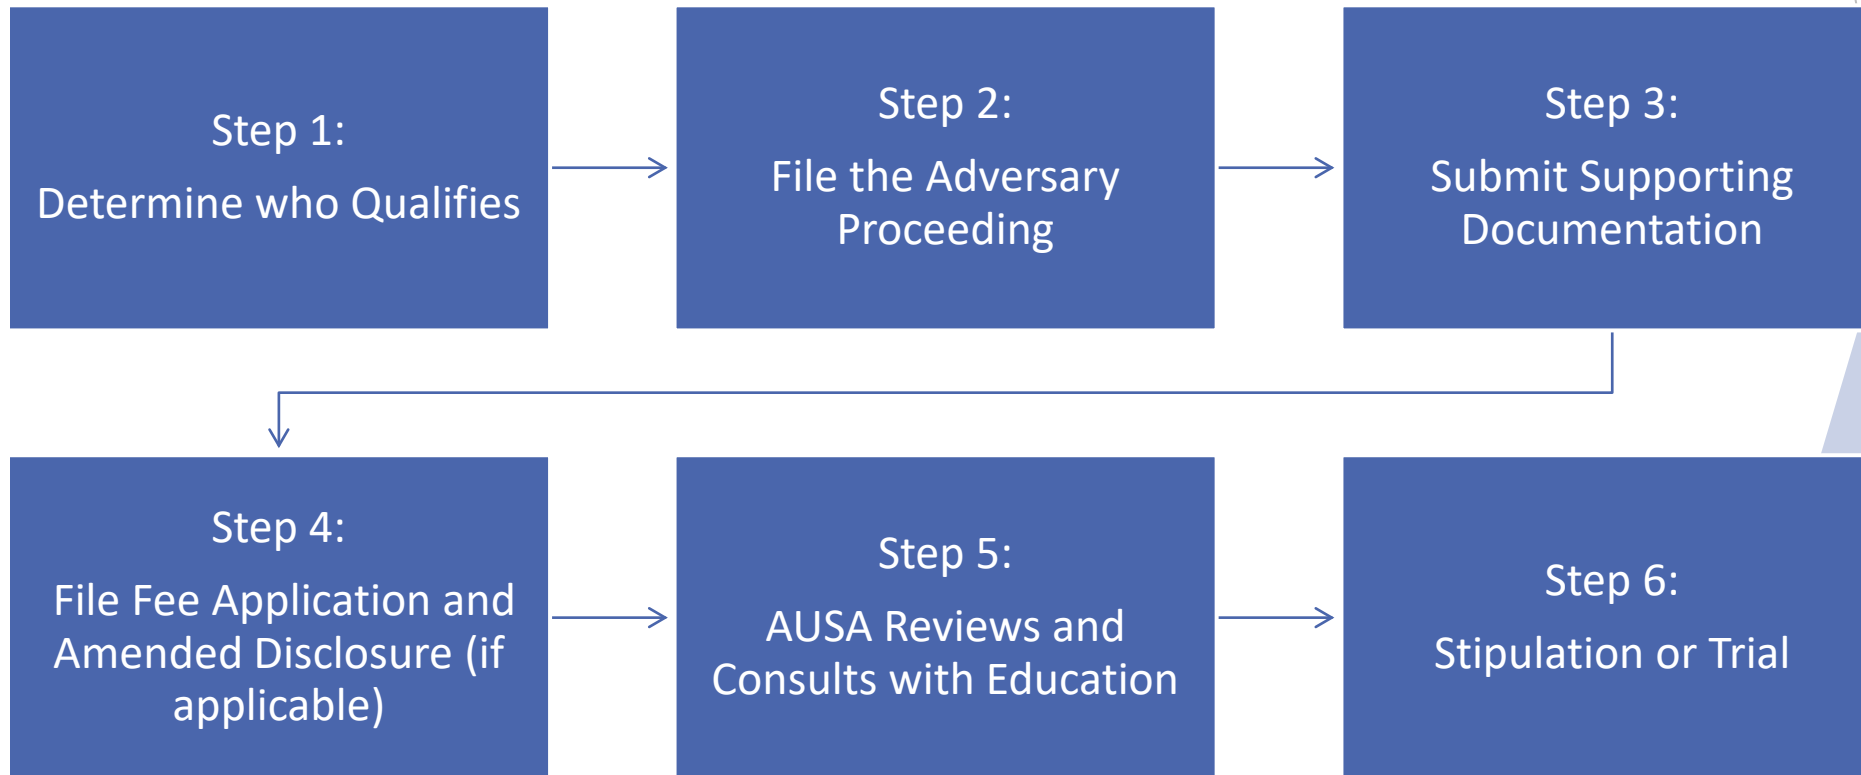 Step 1:
Determine who Qualifies
Step 2:
File the Adversary
Proceeding
Step 3:
Submit Supporting
Documentation
Step 4:
File Fee Application and
Amended Disclosure (if
applicable)
Step 5:
AUSA Reviews and
Consults with Education
Step 6:
Stipulation or Trial